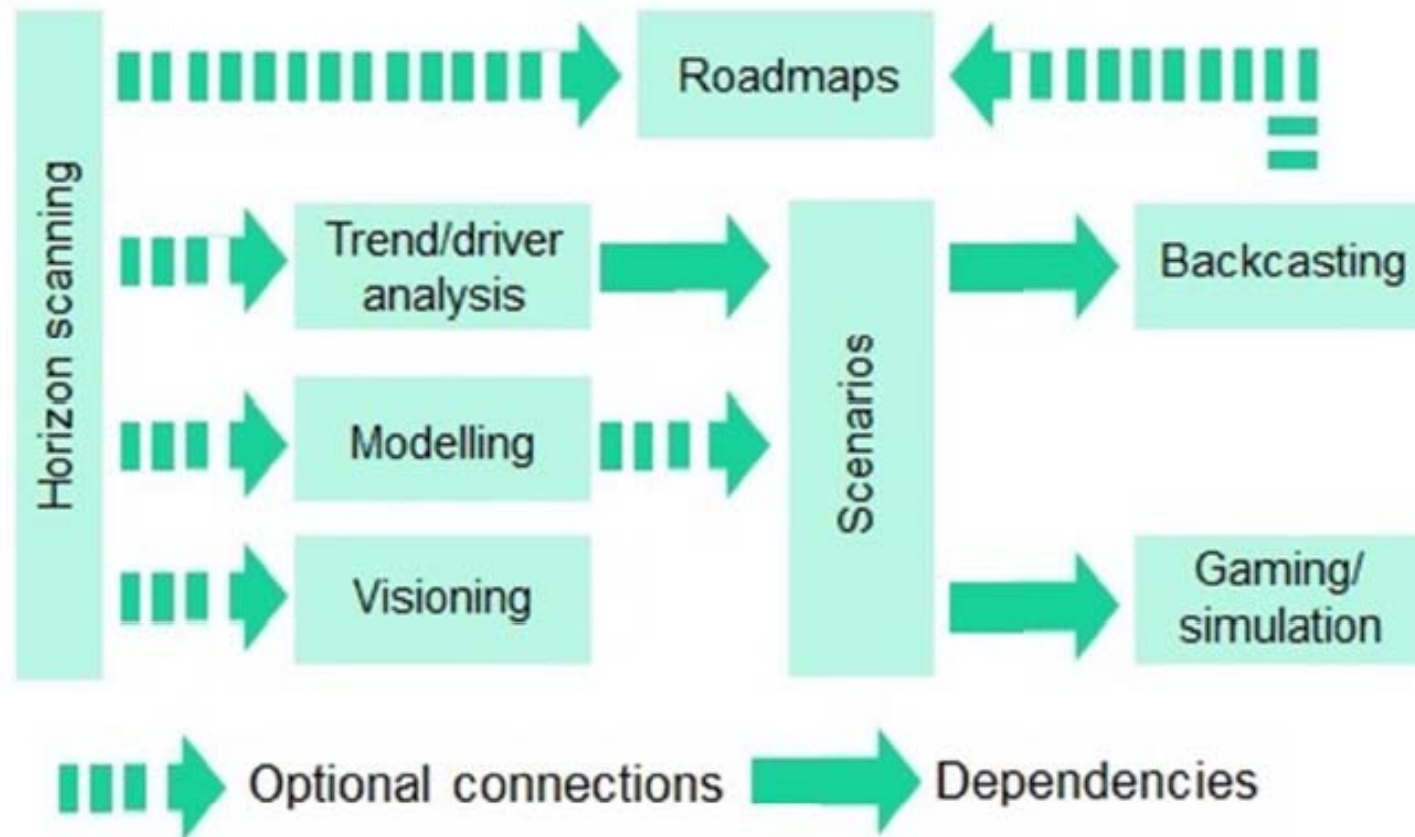 Horizon scanning
Roadmaps
Trend/driver
analysis
Modelling
Visioning
Scenarios
Backcasting
Gaming/
simulation
Optional connections
Dependencies